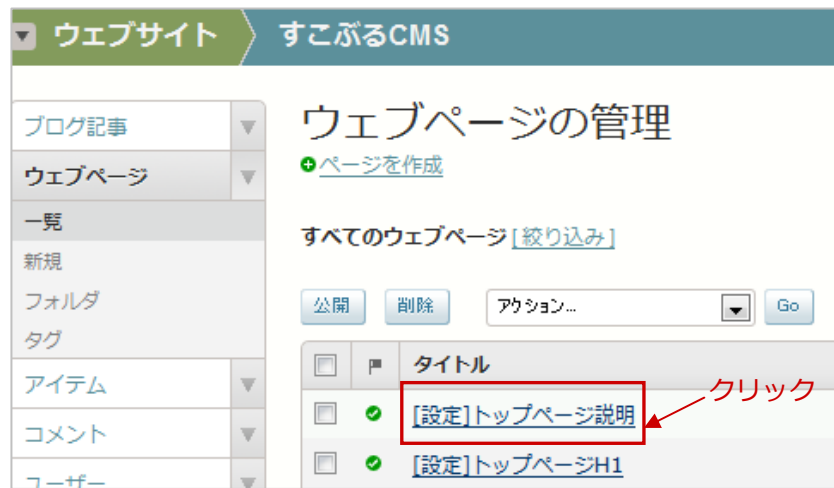 ウェブサイト すこぶるCMS
ブログ記事
ウェブページ
一覧
新規
フォルダ
タグ
アイテム
コメント
ユーザー
ウェブページの管理
ページを作成
すべてのウェブページ [絞り込み]
公開 削除 アクション... Go
タイトル
[設定]トップページ説明
クリック
[設定]トップページH1